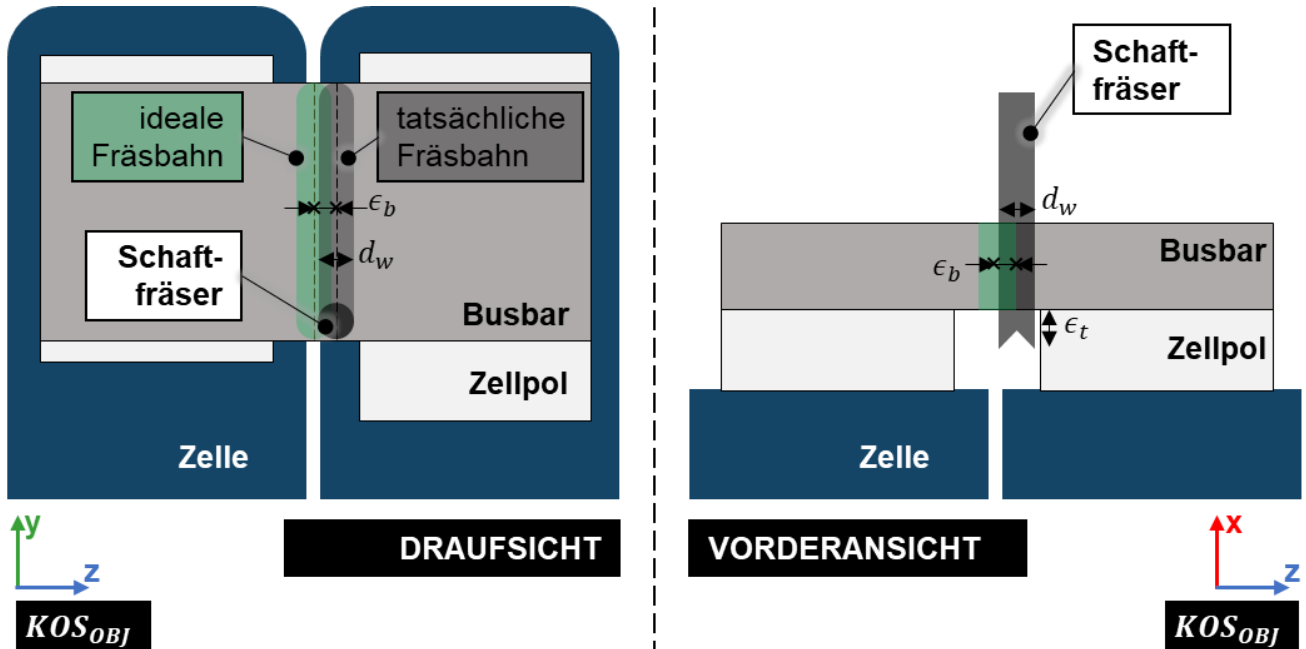 ideale
Fräsbahn
tatsächliche
Fräsbahn
ϵ_b
d_w
Schaft-
fräser
Busbar
Zellpol
Zelle
DRAUFSICHT
y
z
KOS_OBJ
Schaft-
fräser
d_w
Busbar
ϵ_b
ϵ_t
Zellpol
Zelle
VORDERANSICHT
x
z
KOS_OBJ